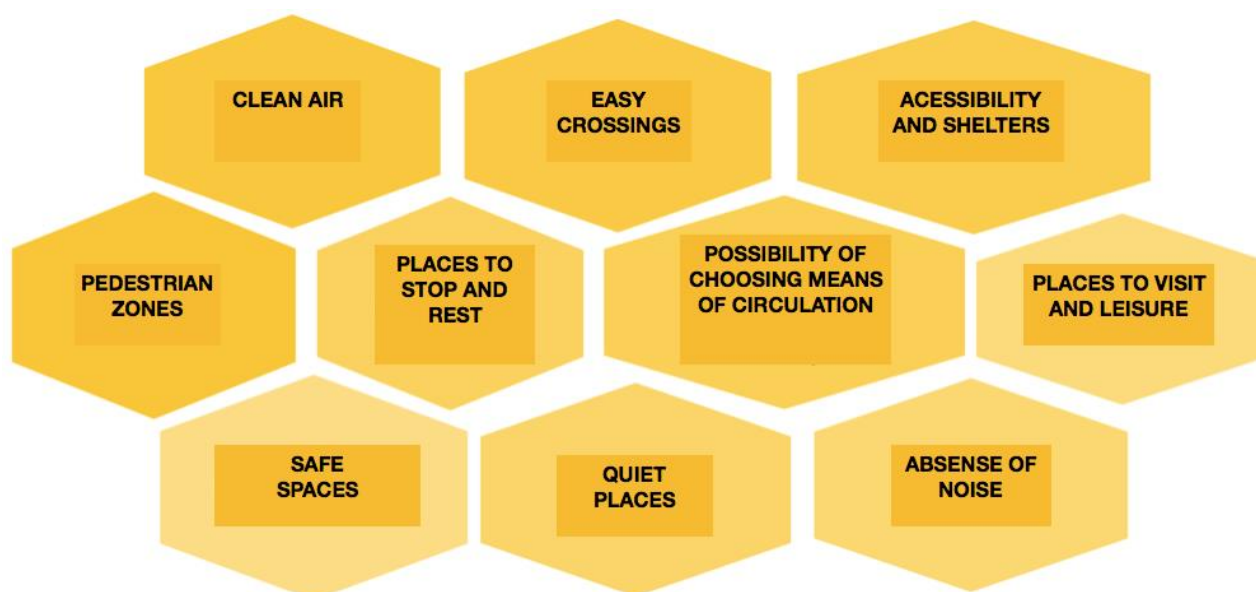 CLEAN AIR
EASY
CROSSINGS
ACESSIBILITY
AND SHELTERS
PEDESTRIAN
ZONES
PLACES TO
STOP AND
REST
POSSIBILITY OF
CHOOSING MEANS
OF CIRCULATION
PLACES TO VISIT
AND LEISURE
SAFE
SPACES
QUIET
PLACES
ABSENSE OF
NOISE